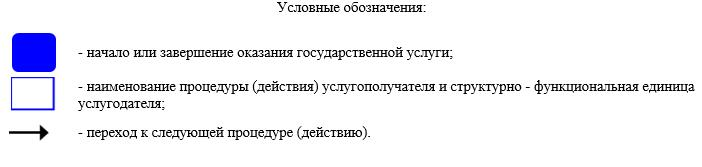 Условные обозначения:
- начало или завершение оказания государственной услуги;
- наименование процедуры (действия) услугополучателя и структурно - функциональная единица
услугодателя;
- переход к следующей процедуре (действию).